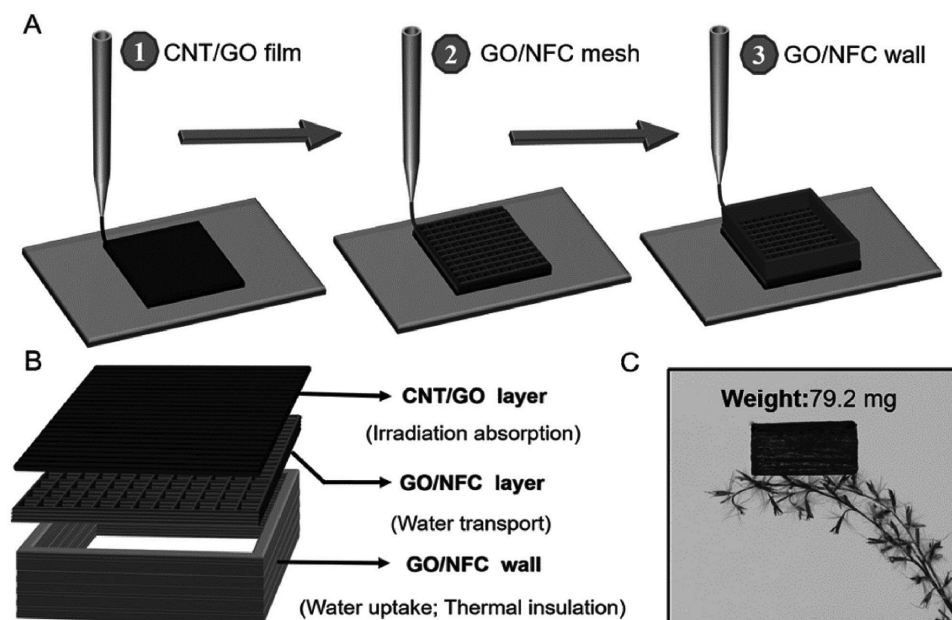 A
1 CNT/GO film
2 GO/NFC mesh
3 GO/NFC wall
B
CNT/GO layer
(Irradiation absorption)
GO/NFC layer
(Water transport)
GO/NFC wall
(Water uptake; Thermal insulation)
C
Weight:79.2 mg